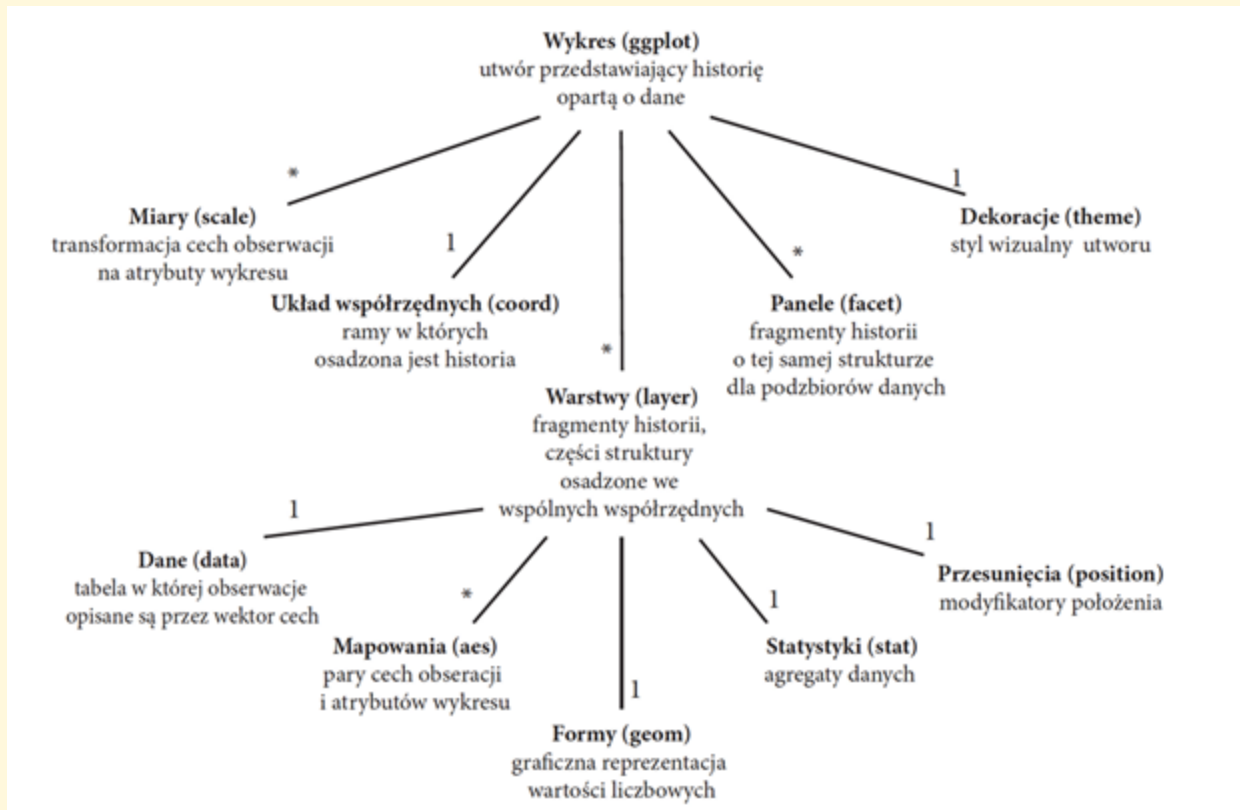 Wykres (ggplot)
utwór przedstawiający historię
opartą o dane
*
1
*
*
1
Miary (scale)
transformacja cech obserwacji
na atrybuty wykresu
Układ współrzędnych (coord)
ramy w których
osadzona jest historia
Warstwy (layer)
fragmenty historii,
części struktury
osadzone we
wspólnych współrzędnych
Panele (facet)
fragmenty historii
o tej samej strukturze
dla podzbiorów danych
Dekoracje (theme)
styl wizualny utworu
1
*
1
1
1
Dane (data)
tabela w której obserwacje
opisane są przez wektor cech
Mapowania (aes)
pary cech obseracji
i atrybutów wykresu
Formy (geom)
graficzna reprezentacja
wartości liczbowych
Statystyki (stat)
agregaty danych
Przesunięcia (position)
modyfikatory położenia